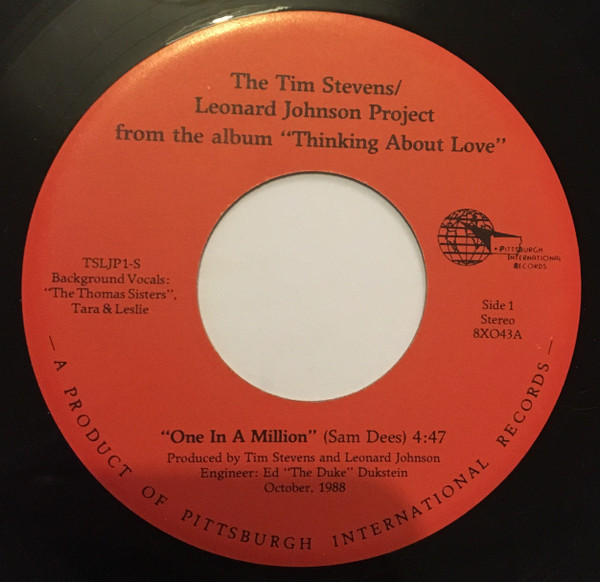 The Tim Stevens/
Leonard Johnson Project
from the album "Thinking About Love"
• PITTSBURGH
INTERNATIONAL
RECORDS
TSLJP1-S
Background Vocals:
"The Thomas Sisters",
Tara & Leslie
Side 1
Stereo
8XO43A
"One In A Million" (Sam Dees) 4:47
Produced by Tim Stevens and Leonard Johnson
Engineer: Ed "The Duke" Dukstein
October, 1988
— A PRODUCT OF PITTSBURGH INTERNATIONAL RECORDS —